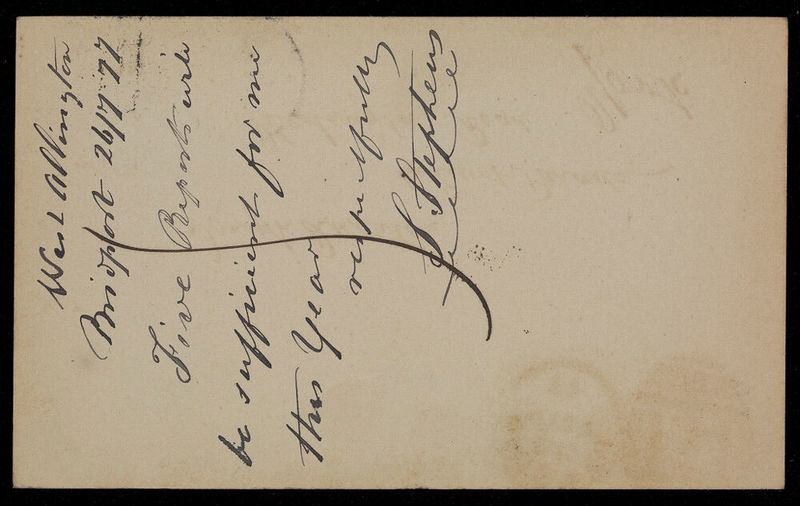 West Allington
Bridport 26/7 77
Five Reports will
be sufficient for me
this Year
respectfully
S Stephens